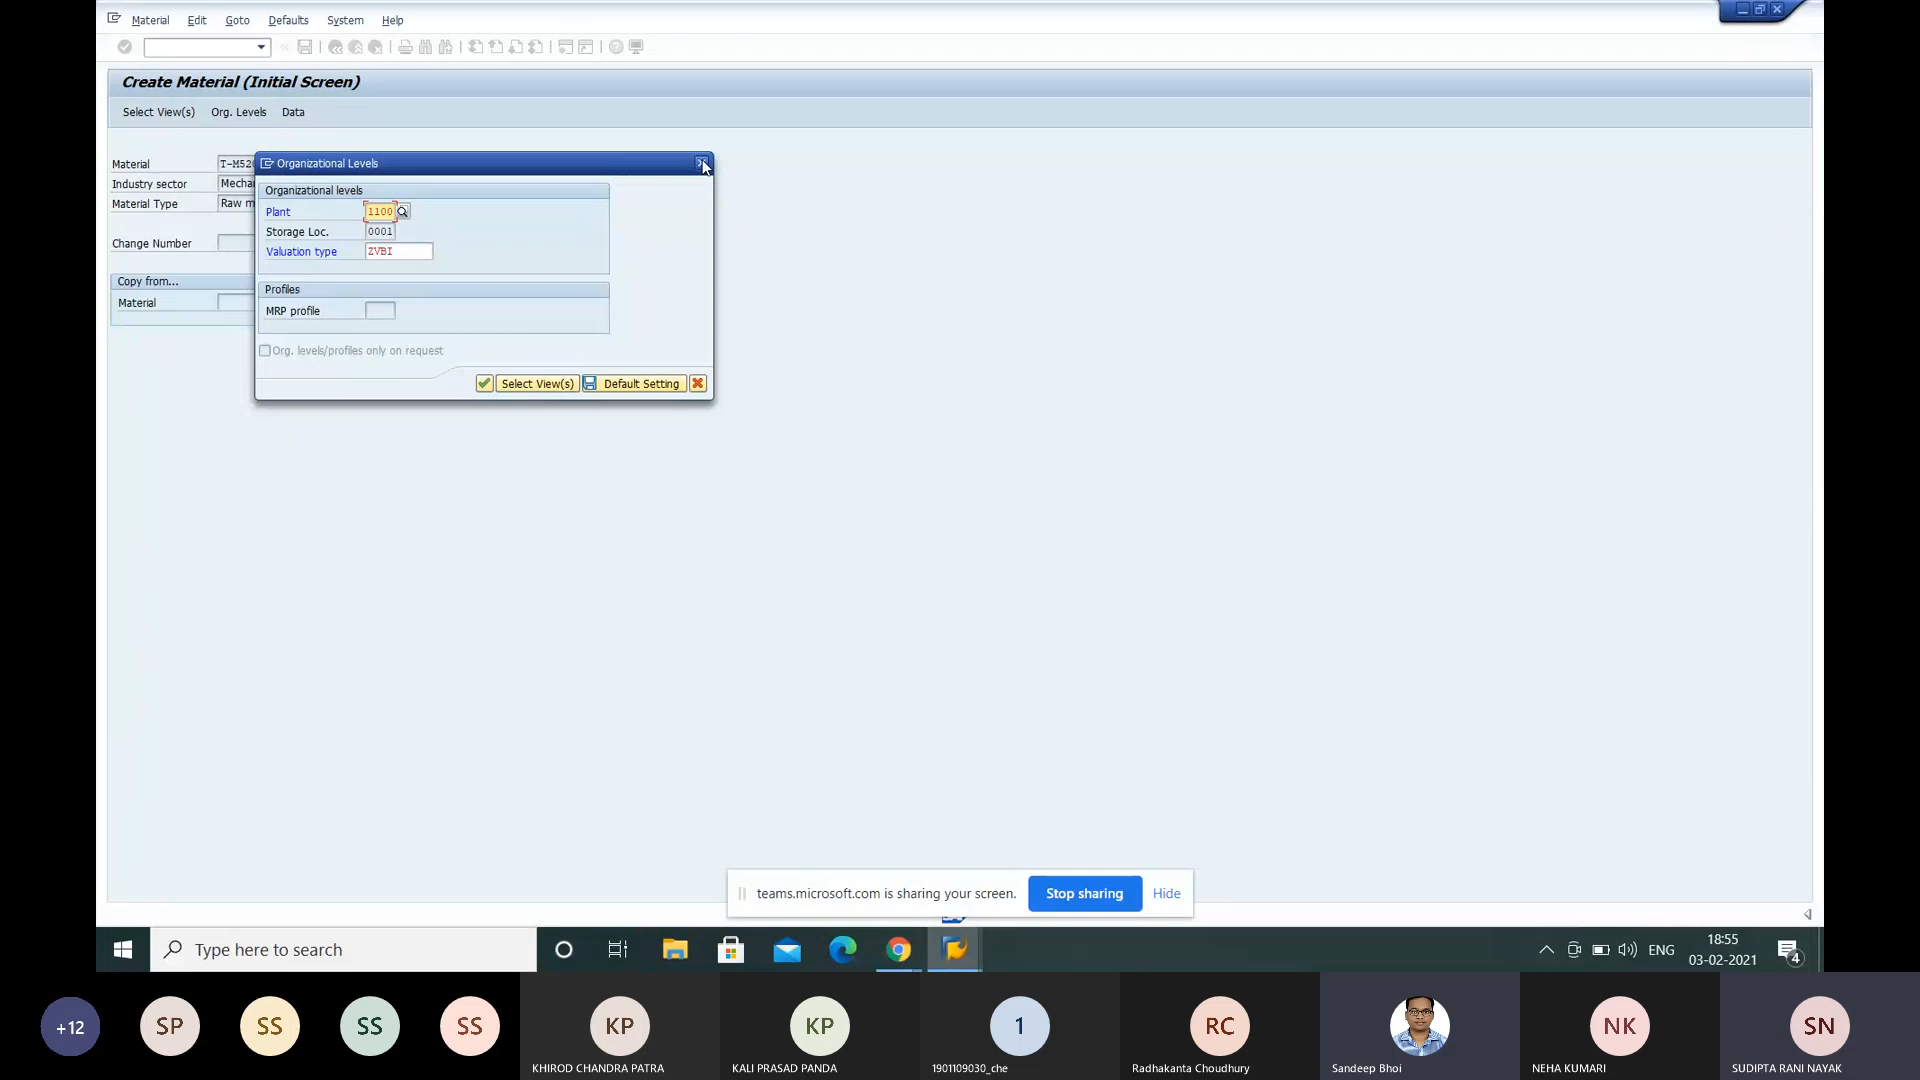 Material Edit Goto Defaults System Help
Create Material (Initial Screen)
Select View(s) Org. Levels Data
Material T-M52
Industry sector Mecha
Material Type Raw m
Change Number
Copy from...
Material
Organizational Levels
Organizational levels
Plant 1100
Storage Loc. 0001
Valuation type ZVBI
Profiles
MRP profile
Org. levels/profiles only on request
Select View(s) Default Setting
teams.microsoft.com is sharing your screen. Stop sharing Hide
Type here to search
ENG
18:55
03-02-2021
4
+12 SP SS SS SS KP KP 1 RC NK SN
KHIROD CHANDRA PATRA KALI PRASAD PANDA 1901109030_che Radhakanta Choudhury Sandeep Bhoi NEHA KUMARI SUDIPTA RANI NAYAK